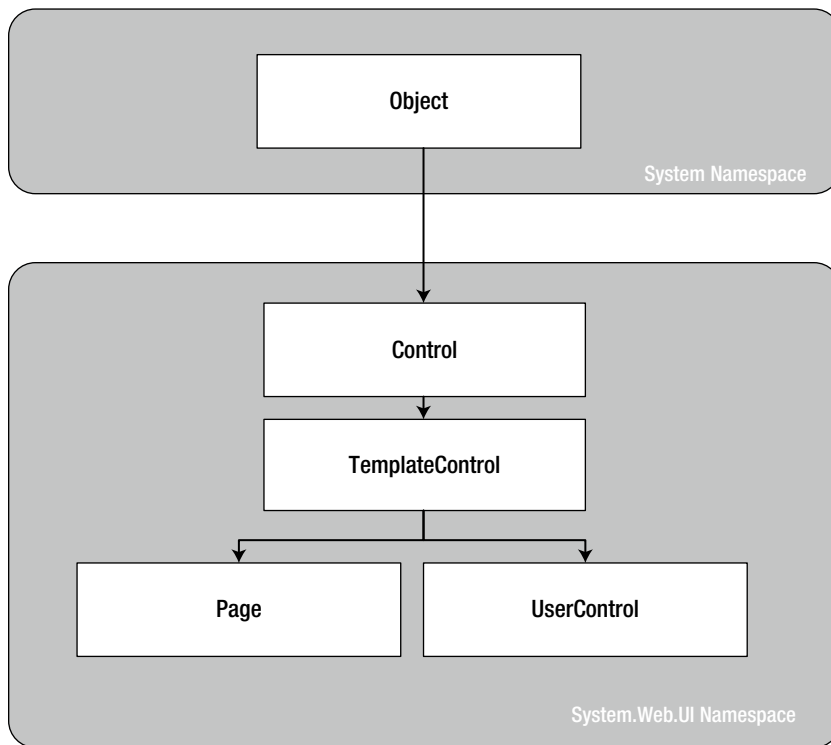 Object
System Namespace
Control
TemplateControl
Page
UserControl
System.Web.UI Namespace